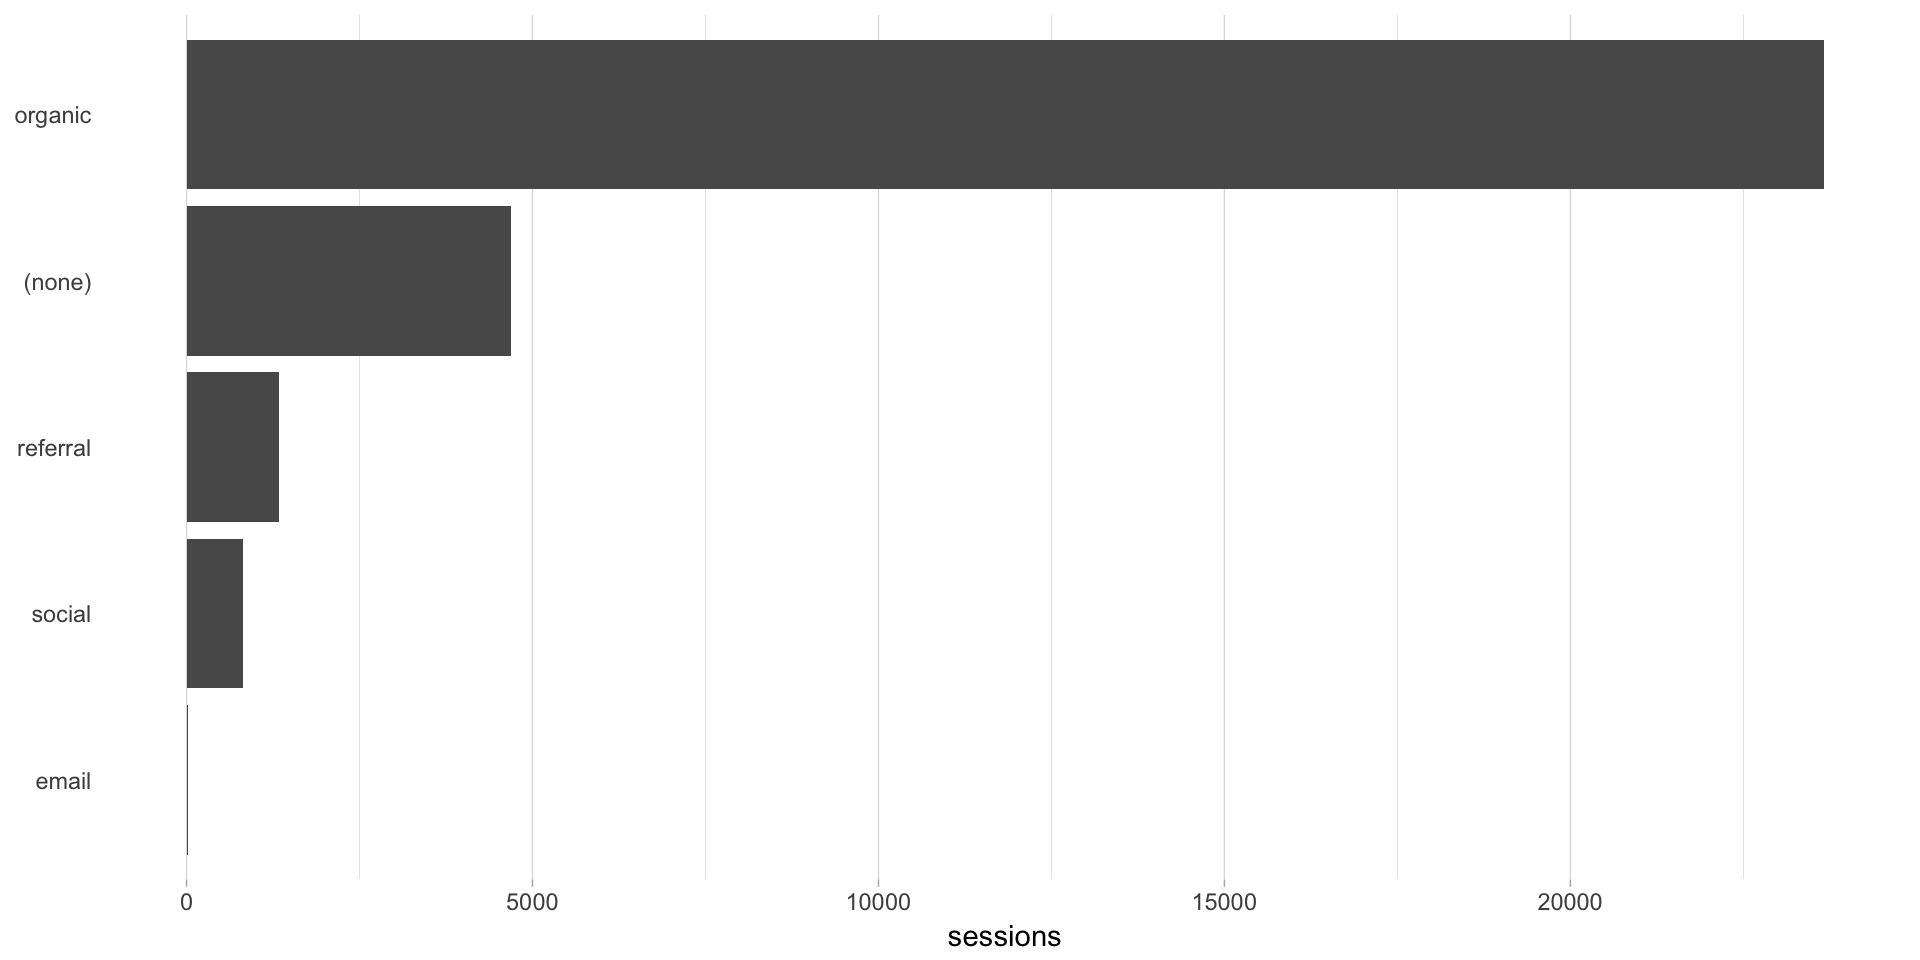 organic
(none)
referral
social
email
0 5000 10000 15000 20000
sessions